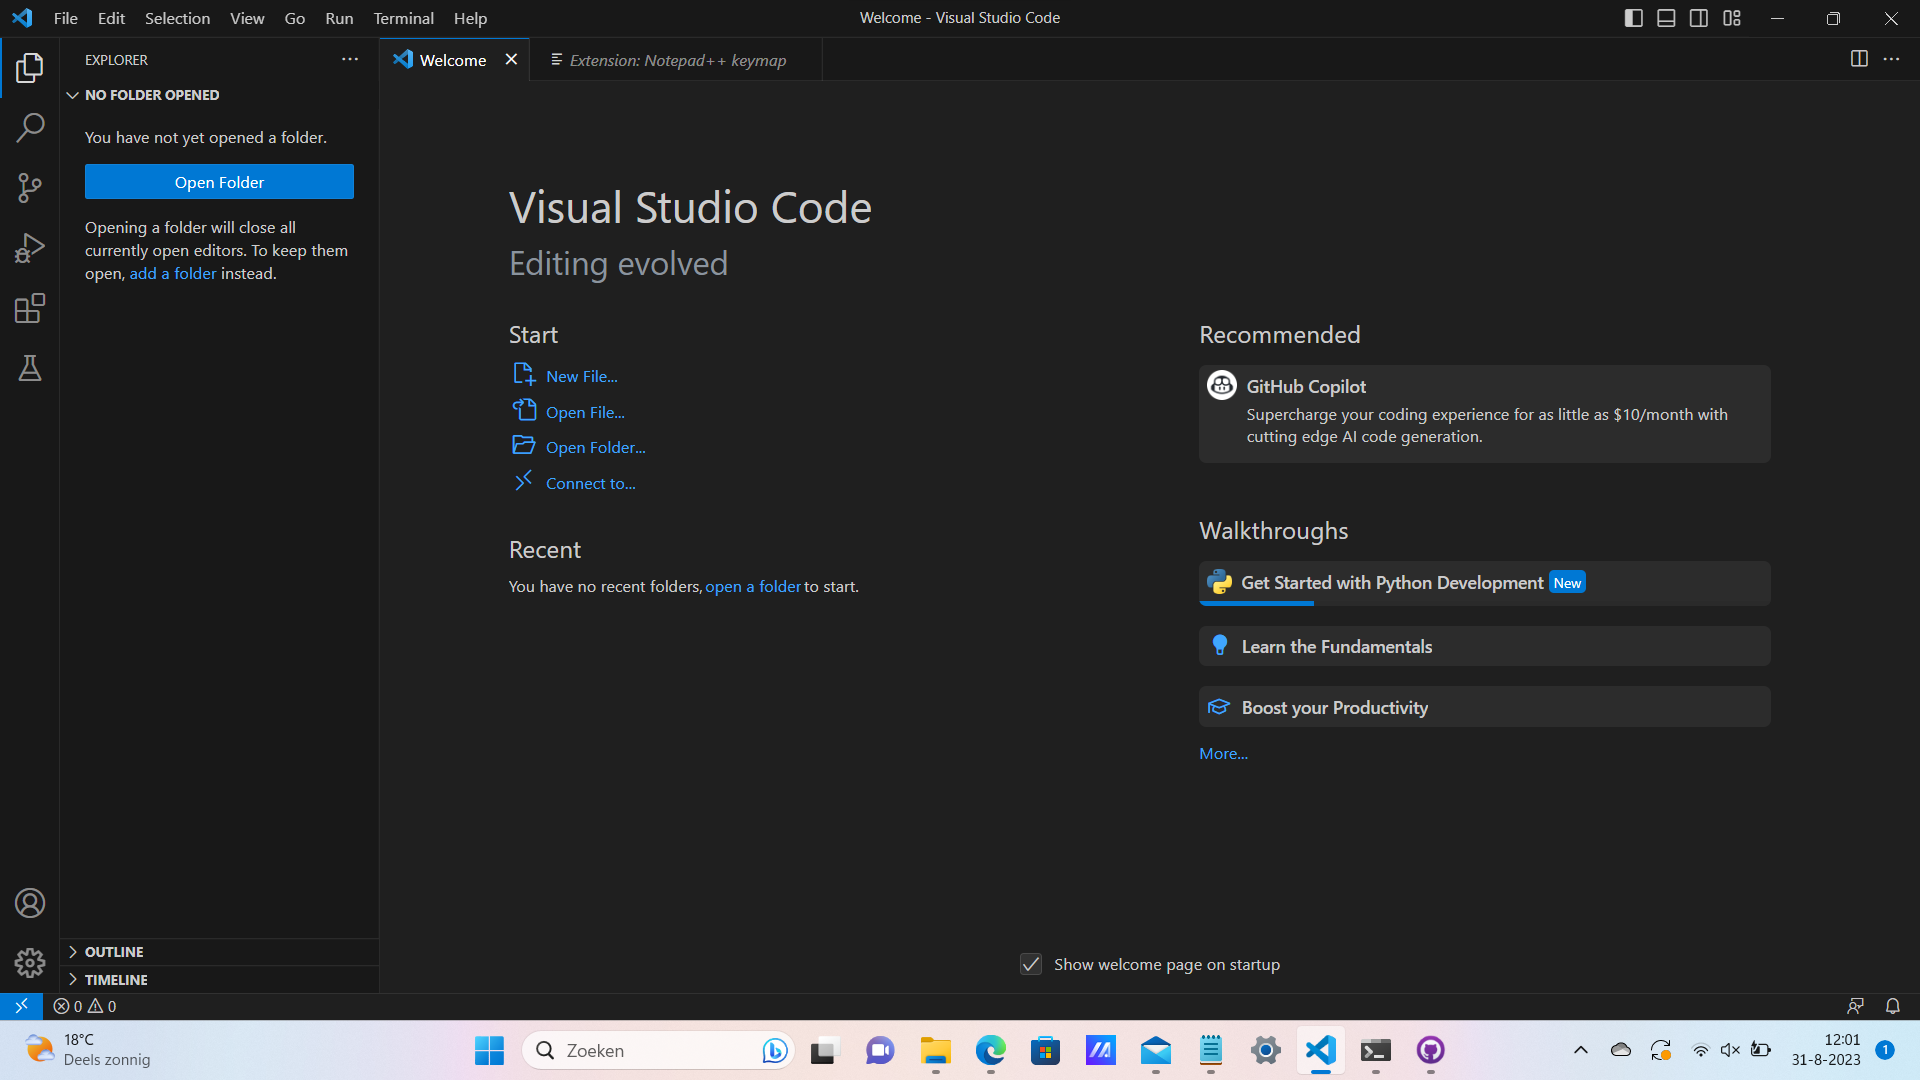 File Edit Selection View Go Run Terminal Help
Welcome - Visual Studio Code
EXPLORER
Welcome
Extension: Notepad++ keymap
NO FOLDER OPENED
You have not yet opened a folder.
Open Folder
Opening a folder will close all
currently open editors. To keep them
open, add a folder instead.
Visual Studio Code
Editing evolved
Start
New File...
Open File...
Open Folder...
Connect to...
Recent
You have no recent folders, open a folder to start.
Recommended
GitHub Copilot
Supercharge your coding experience for as little as $10/month with
cutting edge AI code generation.
Walkthroughs
Get Started with Python Development New
Learn the Fundamentals
Boost your Productivity
More...
Show welcome page on startup
OUTLINE
TIMELINE
0 0
18°C
Deels zonnig
Zoeken
12:01
31-8-2023
1